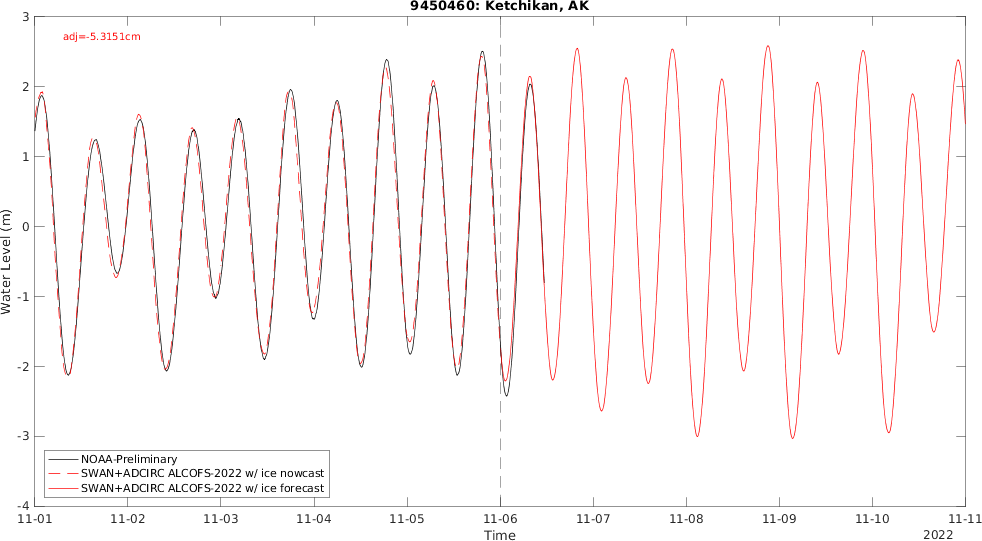 9450460: Ketchikan, AK
adj=-5.3151cm
3
2
1
0
-1
-2
-3
-4
Water Level (m)
NOAA-Preliminary
SWAN+ADCIRC ALCOFS-2022 w/ ice nowcast
SWAN+ADCIRC ALCOFS-2022 w/ ice forecast
11-01 11-02 11-03 11-04 11-05 11-06 11-07 11-08 11-09 11-10 11-11
Time
2022